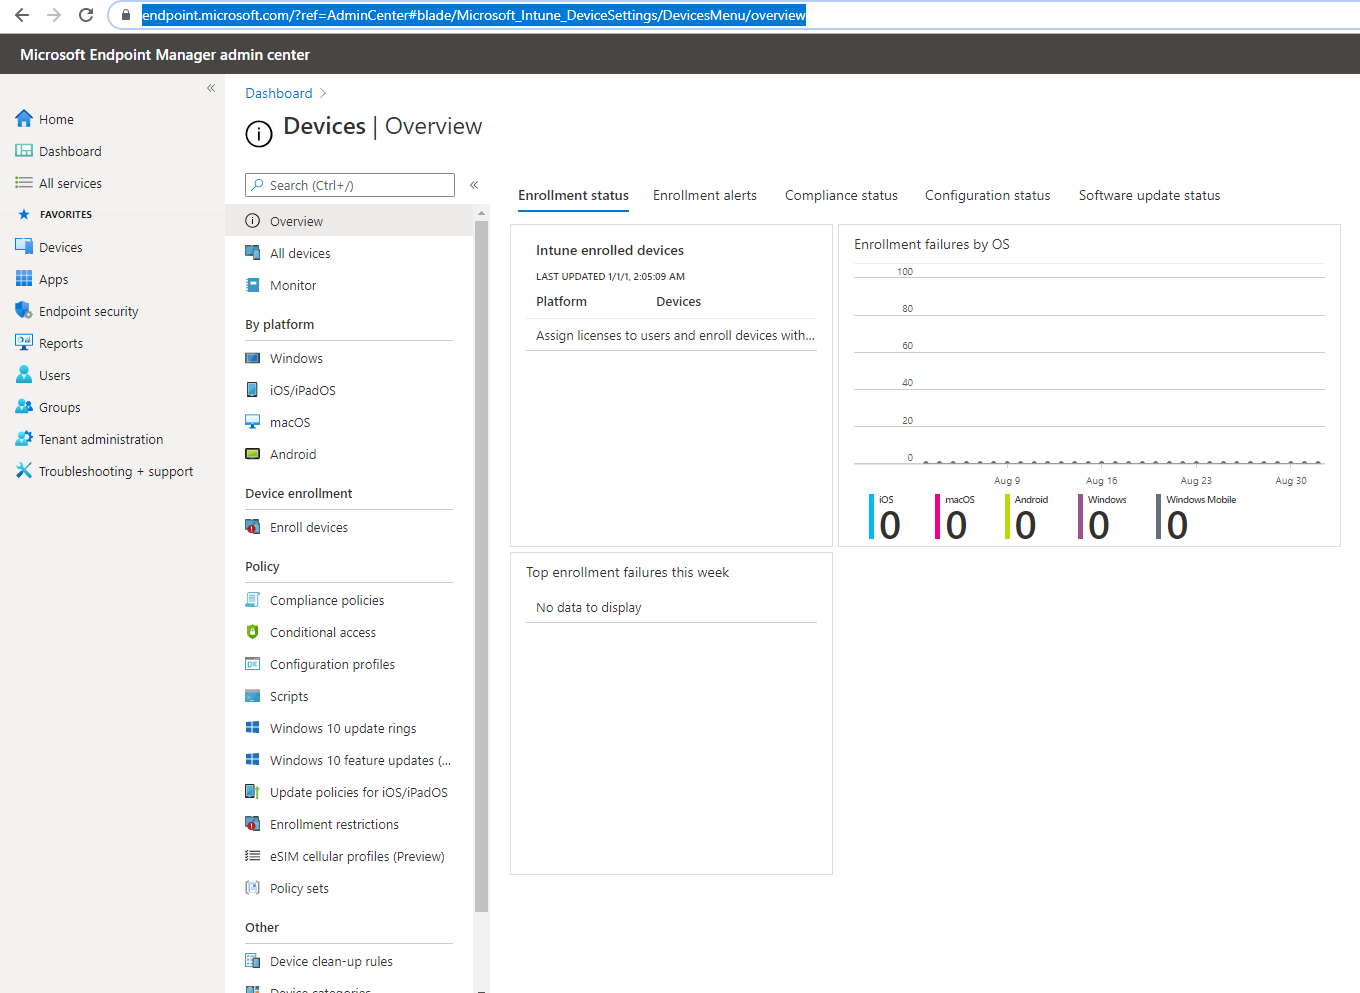 endpoint.microsoft.com/?ref=AdminCenter#blade/Microsoft_Intune_DeviceSettings/DevicesMenu/overview
Microsoft Endpoint Manager admin center
Home
Dashboard
All services
FAVORITES
Devices
Apps
Endpoint security
Reports
Users
Groups
Tenant administration
Troubleshooting + support
Dashboard
Devices | Overview
Search (Ctrl+/)
Overview
All devices
Monitor
By platform
Windows
iOS/iPadOS
macOS
Android
Device enrollment
Enroll devices
Policy
Compliance policies
Conditional access
Configuration profiles
Scripts
Windows 10 update rings
Windows 10 feature updates (...
Update policies for iOS/iPadOS
Enrollment restrictions
eSIM cellular profiles (Preview)
Policy sets
Other
Device clean-up rules
Device categories
Enrollment status Enrollment alerts Compliance status Configuration status Software update status
Intune enrolled devices
LAST UPDATED 1/1/1, 2:05:09 AM
Platform Devices
Assign licenses to users and enroll devices with...
Enrollment failures by OS
100
80
60
40
20
0
Aug 9 Aug 16 Aug 23 Aug 30
iOS macOS Android Windows Windows Mobile
0 0 0 0 0
Top enrollment failures this week
No data to display